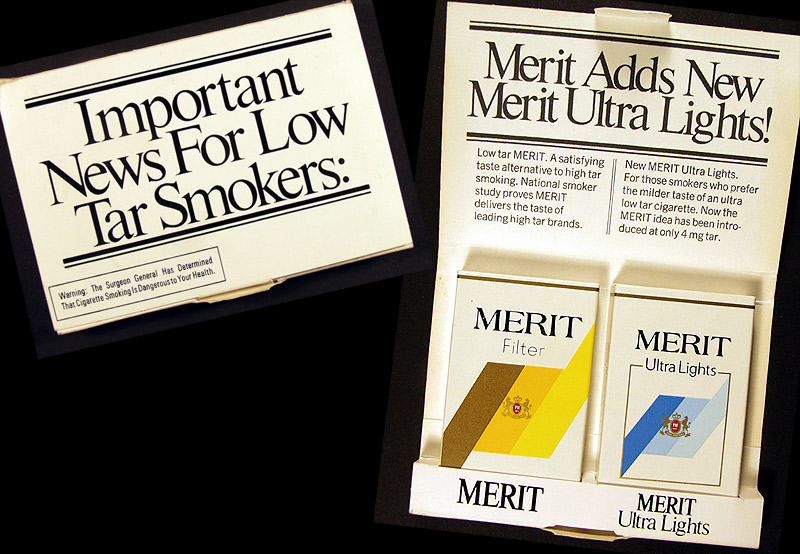 Important
News For Low
Tar Smokers:
Warning: The Surgeon General Has Determined
That Cigarette Smoking Is Dangerous to Your Health.
Merit Adds New
Merit Ultra Lights!
Low tar MERIT. A satisfying
taste alternative to high tar
smoking. National smoker
study proves MERIT
delivers the taste of
leading high tar brands.
New MERIT Ultra Lights.
For those smokers who prefer
the milder taste of an ultra
low tar cigarette. Now the
MERIT idea has been intro-
duced at only 4 mg tar.
MERIT
Filter
MERIT
Ultra Lights
MERIT
MERIT
Ultra Lights